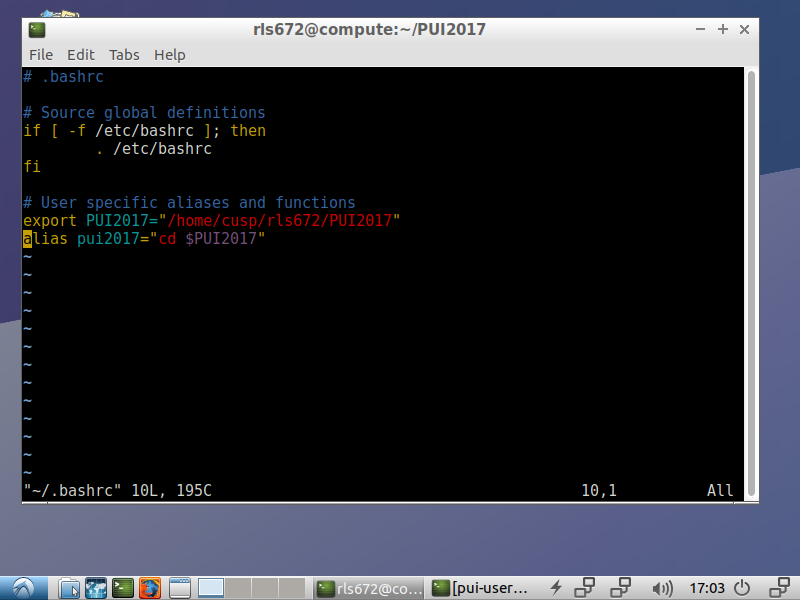 rls672@compute:~/PUI2017
File Edit Tabs Help
# .bashrc
# Source global definitions
if [ -f /etc/bashrc ]; then
        . /etc/bashrc
fi
# User specific aliases and functions
export PUI2017="/home/cusp/rls672/PUI2017"
alias pui2017="cd $PUI2017"
~
~
~
~
~
~
~
~
~
~
~
~
~
"~/.bashrc" 10L, 195C 10,1 All
rls672@co... [pui-user... 17:03